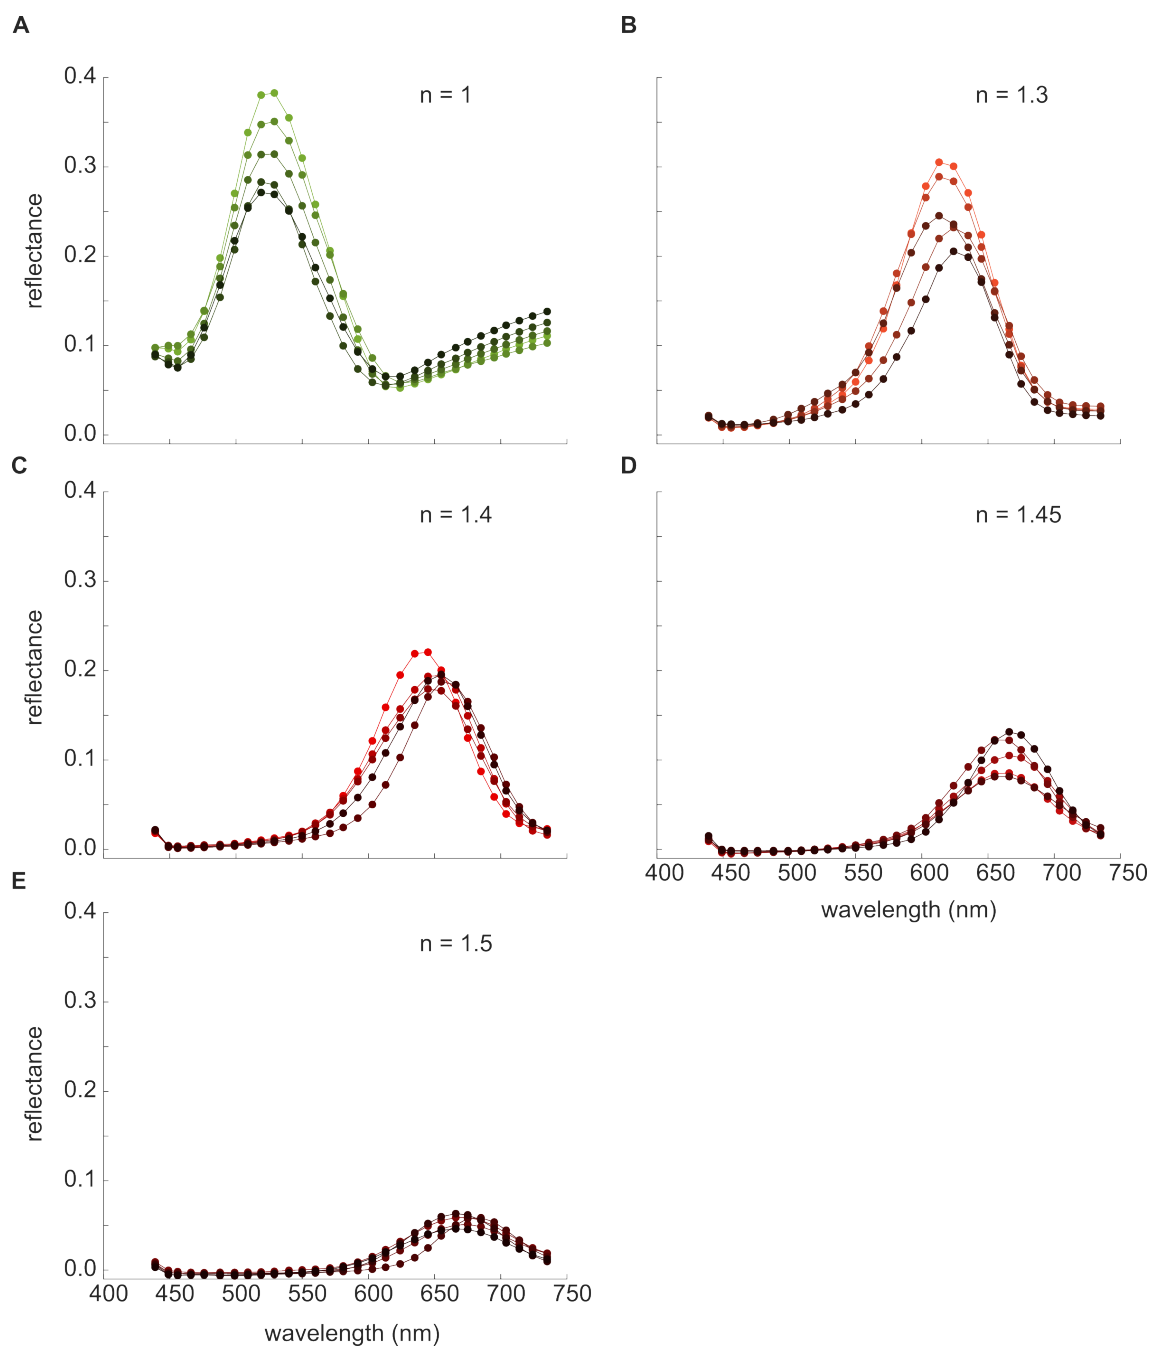 A
B
0.4
n = 1
n = 1.3
0.3
reflectance
0.2
0.1
0.0
C
D
0.4
n = 1.4
n = 1.45
0.3
reflectance
0.2
0.1
0.0
400 450 500 550 600 650 700 750
wavelength (nm)
E
0.4
n = 1.5
0.3
reflectance
0.2
0.1
0.0
400 450 500 550 600 650 700 750
wavelength (nm)